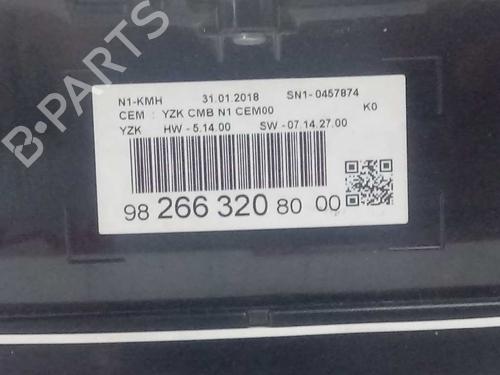 B-PARTS
N1-KMH 31.01.2018 SN1- 0457874
CEM : YZK CMB N1 CEM00 K0
YZK HW - 5.14.00 SW - 07.14.27.00
98 266 320 80 00